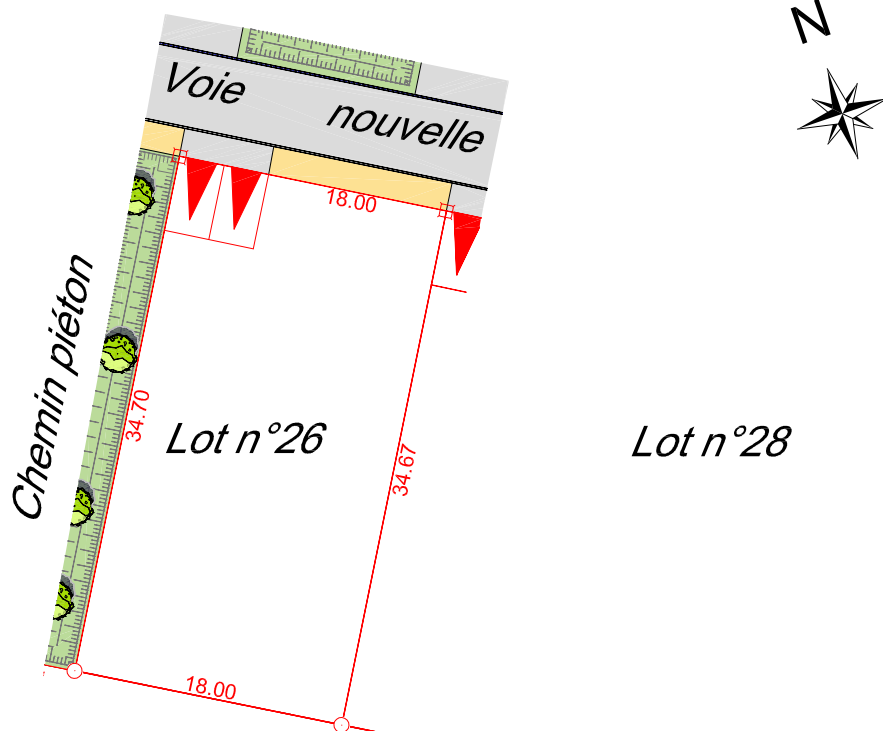 N
Voie nouvelle
18.00
Chemin piéton
34.70
Lot n°26
34.67
Lot n°28
18.00